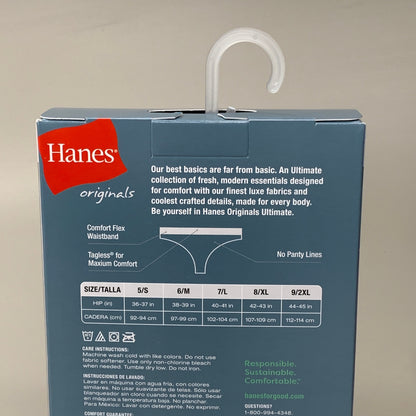 Hanes®
originals
Our best basics are far from basic. An Ultimate
collection of fresh, modern essentials designed
for comfort with our finest luxe fabrics and
coolest crafted details, made for every body.
Be yourself in Hanes Originals Ultimate.
Comfort Flex
Waistband
Tagless® for
Maxium Comfort
No Panty Lines
SIZE/TALLA 5/S 6/M 7/L 8/XL 9/2XL
HIP (in) 36-37 in 38-39 in 40-41 in 42-43 in 44-45 in
CADERA (cm) 92-94 cm 97-99 cm 102-104 cm 107-109 cm 112-114 cm
CARE INSTRUCTIONS:
Machine wash cold with like colors. Do not use
fabric softener. Only non-chlorine bleach
when needed. Tumble dry low. Do not iron.
INSTRUCCIONES DE LAVADO:
Lavar en máquina con agua fría, con colores
similares. No usar suavizante. Sólo usar
blanqueador sin cloro cuando se necesite. Secar
en máquina a temperatura baja. No planchar.
Para México: Lavar con detergente. No
Responsible.
Sustainable.
Comfortable.™
hanesforgood.com
QUESTIONS?
1-800-994-4348